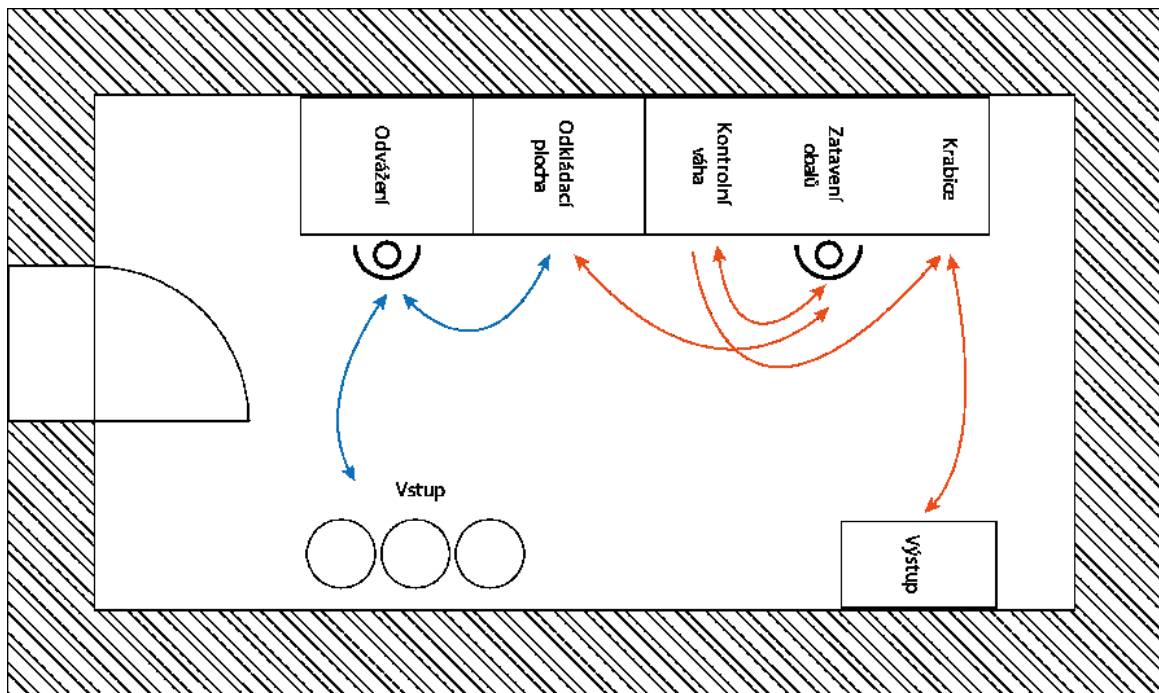 Odvážení
Odkládací
plocha
Kontrolní
váha
Zatavení
obalů
Krabice
Vstup
Výstup